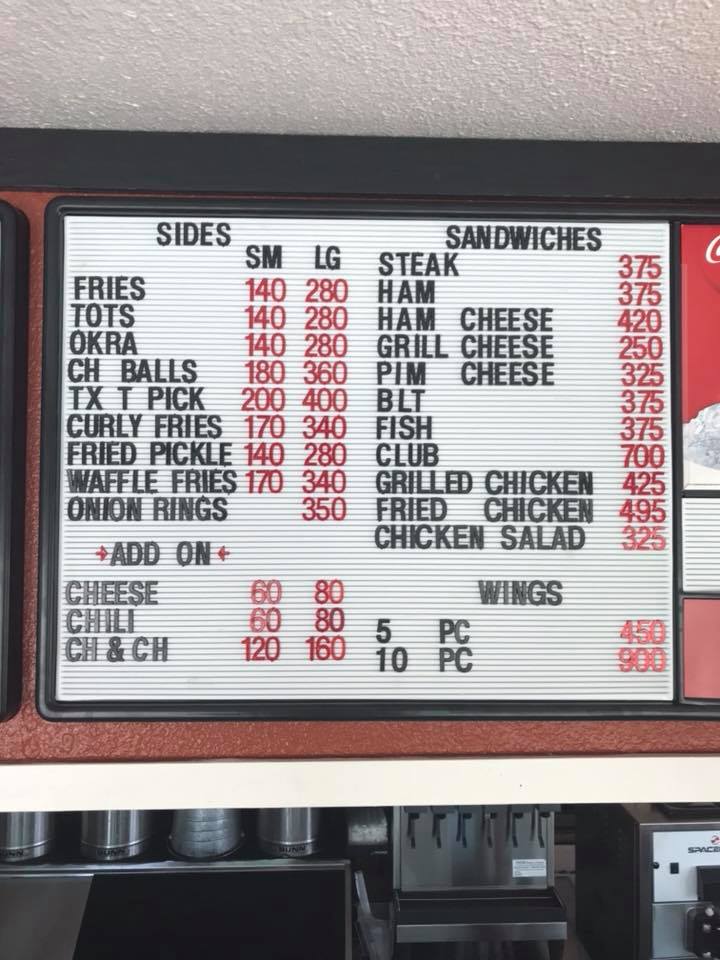 SIDES
SM LG
FRIES 140 280
TOTS 140 280
OKRA 140 280
CH BALLS 180 360
TX T PICK 200 400
CURLY FRIES 170 340
FRIED PICKLE 140 280
WAFFLE FRIES 170 340
ONION RINGS 350
ADD ON
CHEESE 60 80
CHILI 60 80
CH & CH 120 160
SANDWICHES
STEAK 375
HAM 375
HAM CHEESE 420
GRILL CHEESE 250
PIM CHEESE 325
BLT 375
FISH 375
CLUB 700
GRILLED CHICKEN 425
FRIED CHICKEN 495
CHICKEN SALAD 325
WINGS
5 PC 450
10 PC 900
BUNN
BUNN